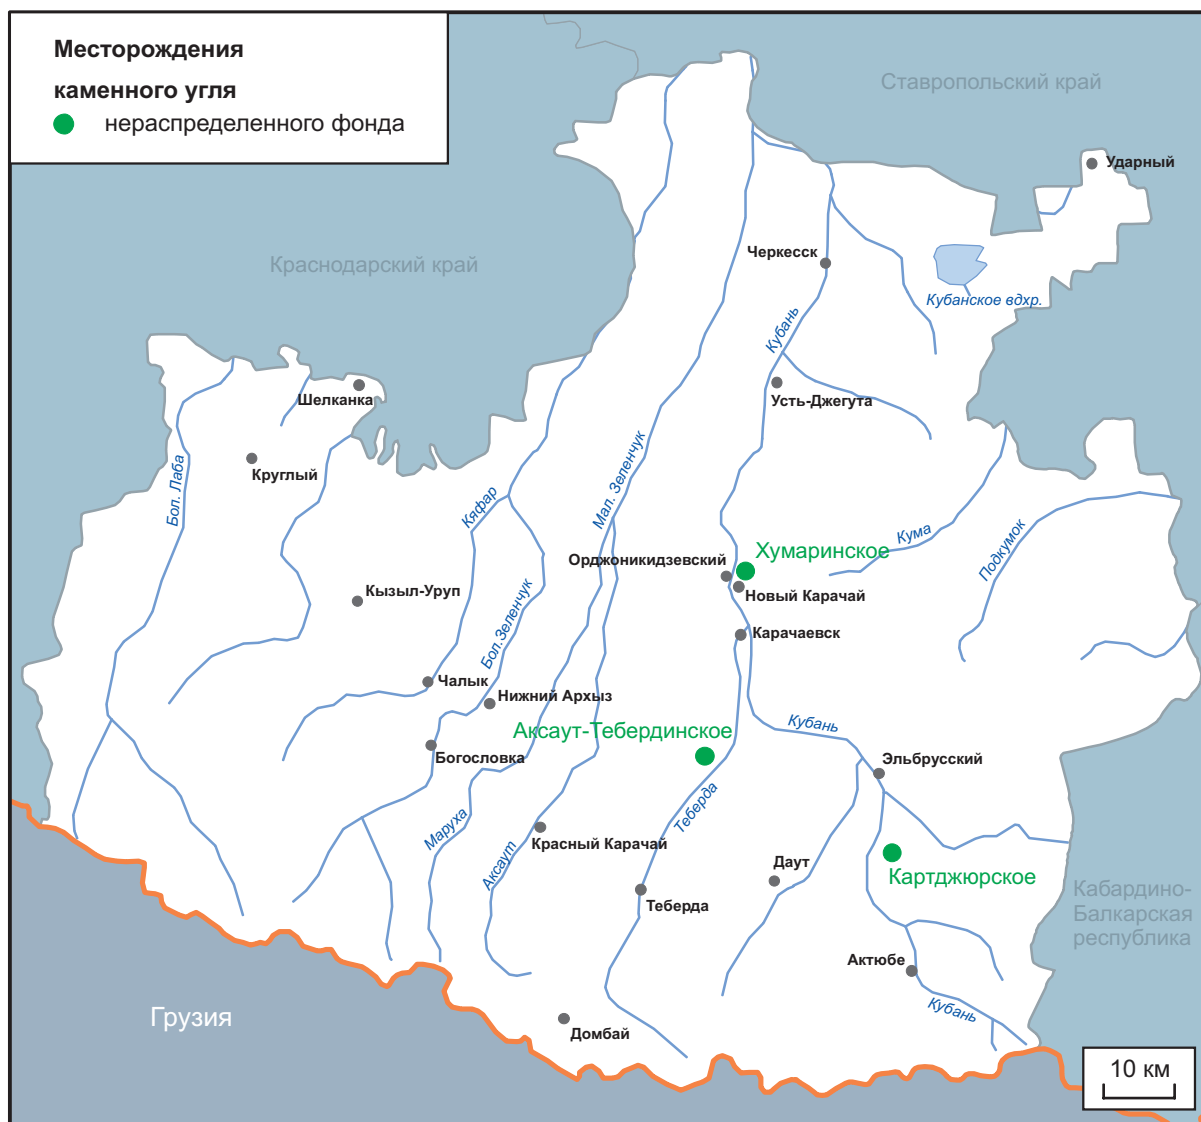 Месторождения
каменного угля
нераспределенного фонда
Ставропольский край
Ударный
Черкесск
Краснодарский край
Кубанское вдхр.
Кубань
Шелканка
Усть-Джегута
Круглый
Бол. Лаба
Мал. Зеленчук
Кяфар
Кума
Подкумок
Хумаринское
Орджоникидзевский
Новый Карачай
Кызыл-Уруп
Бол.Зеленчук
Карачаевск
Чалык
Нижний Архыз
Аксаут-Тебердинское
Кубань
Богословка
Эльбрусский
Теберда
Маруха
Красный Карачай
Аксаут
Даут
Картджюрское
Теберда
Кабардино-
Балкарская
республика
Актюбе
Кубань
Грузия
Домбай
10 км